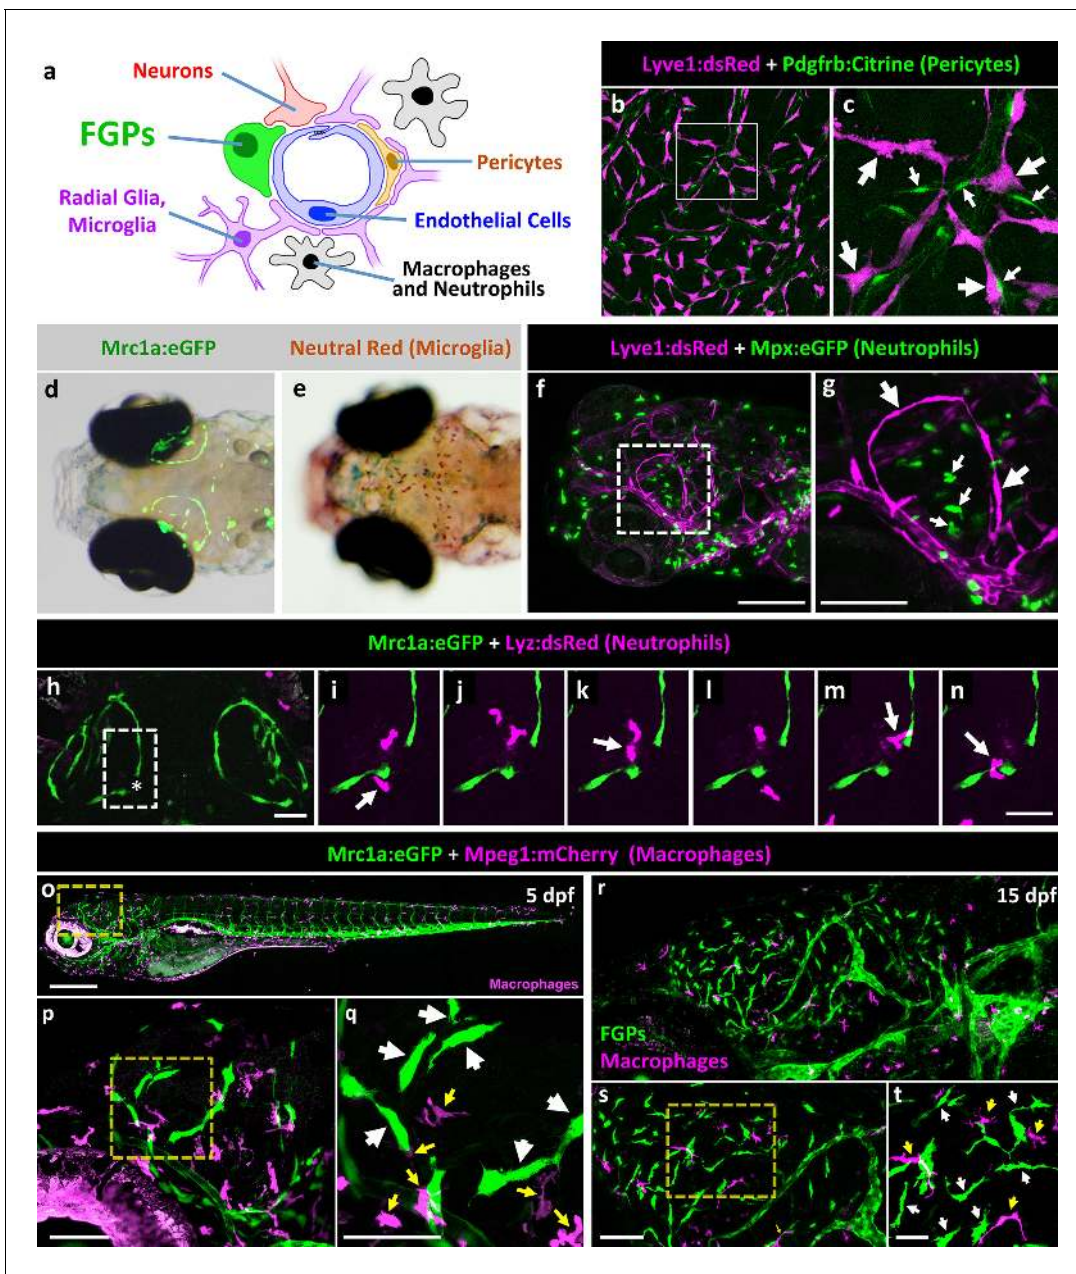 a
Neurons
FGPs
Pericytes
Radial Glia,
Microglia
Endothelial Cells
Macrophages
and Neutrophils
Lyve1:dsRed + Pdgfrb:Citrine (Pericytes)
b
c
Mrc1a:eGFP
Neutral Red (Microglia)
Lyve1:dsRed + Mpx:eGFP (Neutrophils)
d
e
f
g
Mrc1a:eGFP + Lyz:dsRed (Neutrophils)
h
*
i
j
k
l
m
n
Mrc1a:eGFP + Mpeg1:mCherry (Macrophages)
o
5 dpf
Macrophages
p
q
r
15 dpf
FGPs
Macrophages
s
t